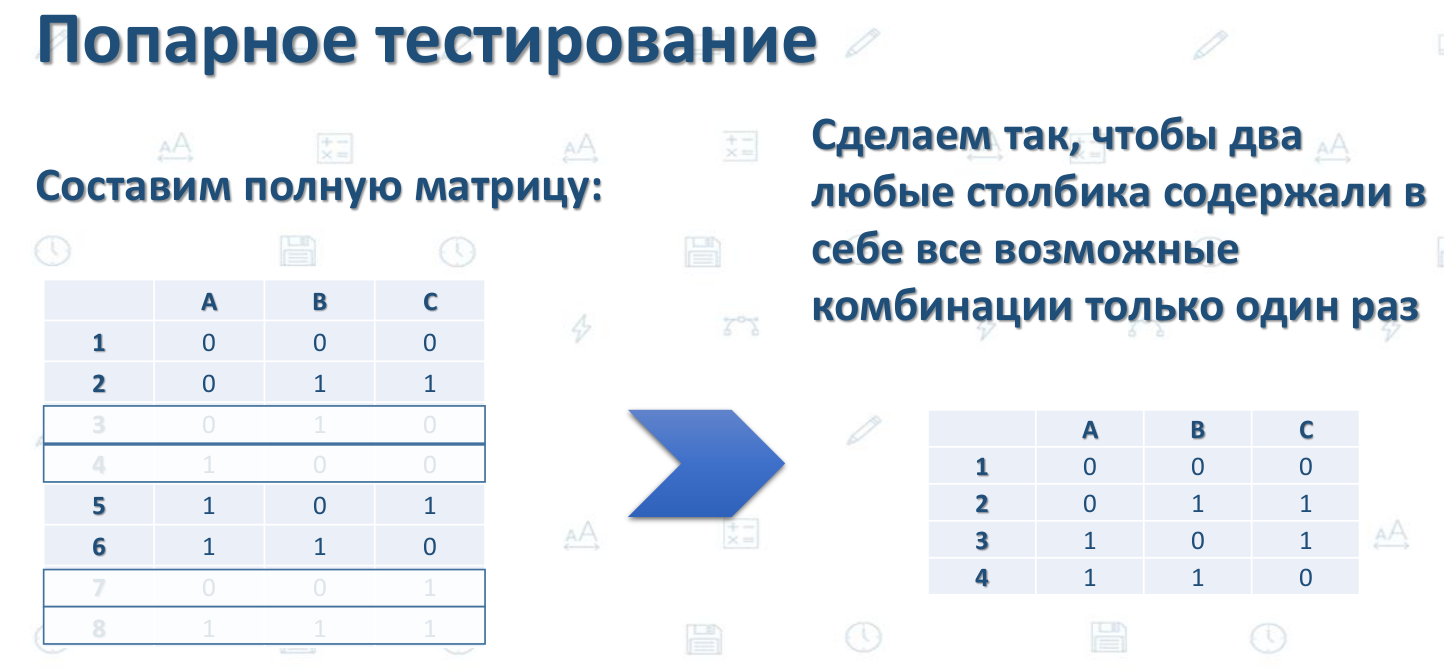 Попарное тестирование
Составим полную матрицу:
Сделаем так, чтобы два
любые столбика содержали в
себе все возможные
комбинации только один раз
A B C
1 0 0 0
2 0 1 1
3 0 1 0
4 1 0 0
5 1 0 1
6 1 1 0
7 0 0 1
8 1 1 1
A B C
1 0 0 0
2 0 1 1
3 1 0 1
4 1 1 0